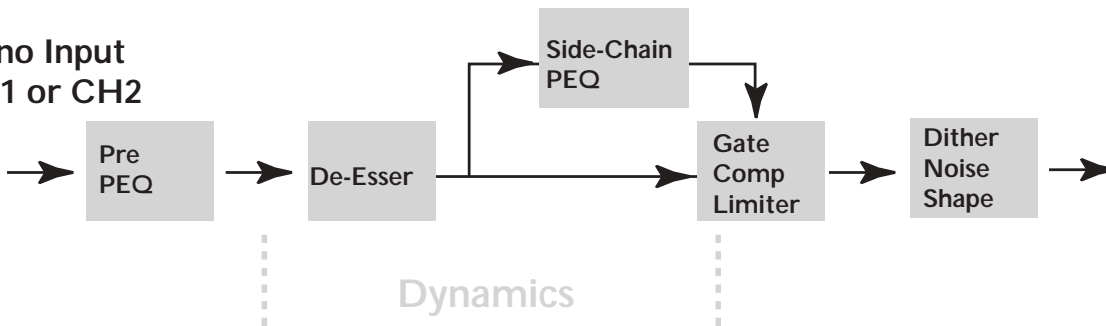 no Input
1 or CH2
Pre
PEQ
De-Esser
Side-Chain
PEQ
Gate
Comp
Limiter
Dither
Noise
Shape
Dynamics